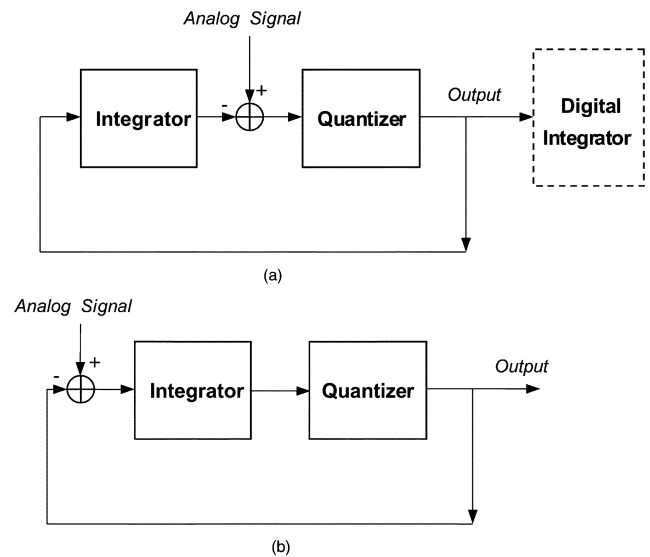 Analog Signal
+
-
Integrator
Quantizer
Output
Digital
Integrator
(a)
Analog Signal
-
+
Integrator
Quantizer
Output
(b)